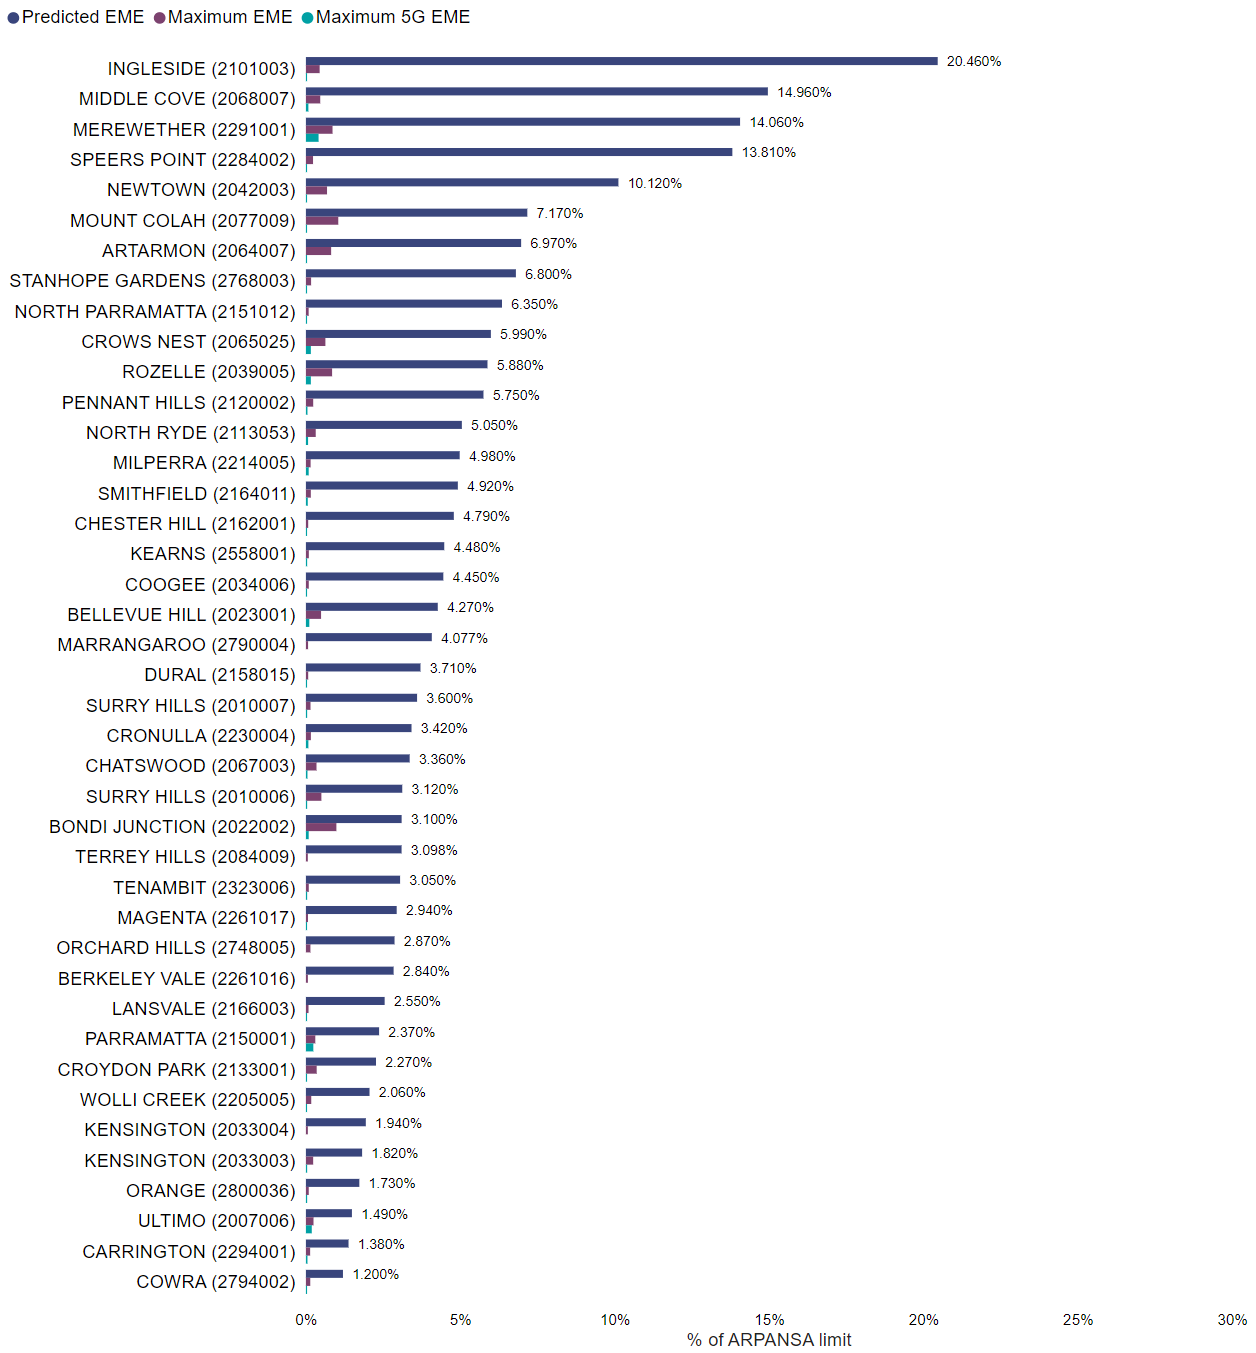 Predicted EME Maximum EME Maximum 5G EME
INGLESIDE (2101003) 20.460%
MIDDLE COVE (2068007) 14.960%
MEREWETHER (2291001) 14.060%
SPEERS POINT (2284002) 13.810%
NEWTOWN (2042003) 10.120%
MOUNT COLAH (2077009) 7.170%
ARTARMON (2064007) 6.970%
STANHOPE GARDENS (2768003) 6.800%
NORTH PARRAMATTA (2151012) 6.350%
CROWS NEST (2065025) 5.990%
ROZELLE (2039005) 5.880%
PENNANT HILLS (2120002) 5.750%
NORTH RYDE (2113053) 5.050%
MILPERRA (2214005) 4.980%
SMITHFIELD (2164011) 4.920%
CHESTER HILL (2162001) 4.790%
KEARNS (2558001) 4.480%
COOGEE (2034006) 4.450%
BELLEVUE HILL (2023001) 4.270%
MARRANGAROO (2790004) 4.077%
DURAL (2158015) 3.710%
SURRY HILLS (2010007) 3.600%
CRONULLA (2230004) 3.420%
CHATSWOOD (2067003) 3.360%
SURRY HILLS (2010006) 3.120%
BONDI JUNCTION (2022002) 3.100%
TERREY HILLS (2084009) 3.098%
TENAMBIT (2323006) 3.050%
MAGENTA (2261017) 2.940%
ORCHARD HILLS (2748005) 2.870%
BERKELEY VALE (2261016) 2.840%
LANSVALE (2166003) 2.550%
PARRAMATTA (2150001) 2.370%
CROYDON PARK (2133001) 2.270%
WOLLI CREEK (2205005) 2.060%
KENSINGTON (2033004) 1.940%
KENSINGTON (2033003) 1.820%
ORANGE (2800036) 1.730%
ULTIMO (2007006) 1.490%
CARRINGTON (2294001) 1.380%
COWRA (2794002) 1.200%
0% 5% 10% 15% 20% 25% 30%
% of ARPANSA limit